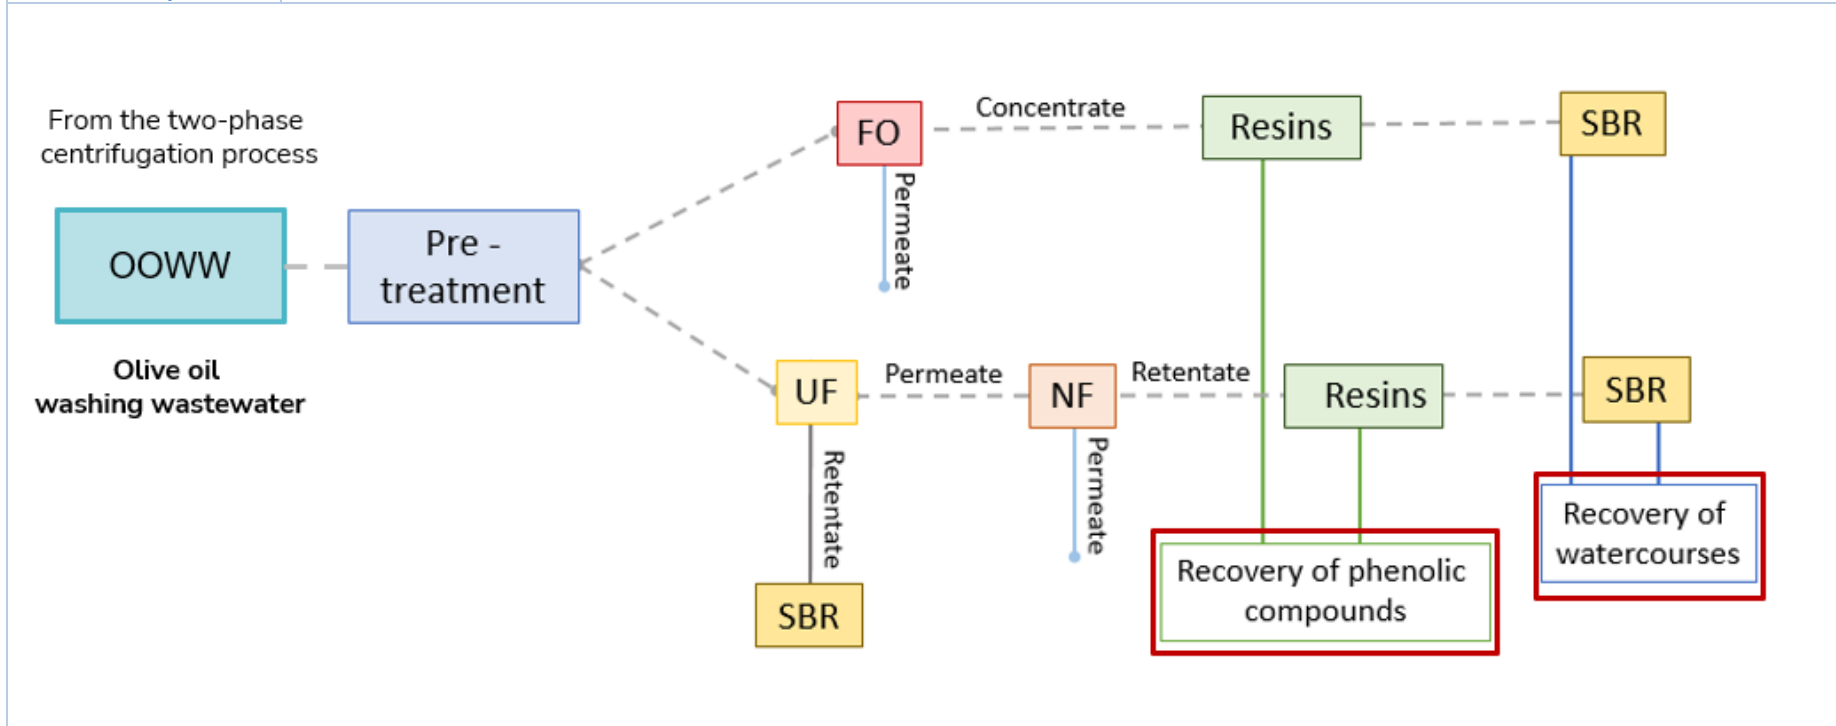 From the two-phase
centrifugation process
OOWW
Olive oil
washing wastewater
Pre -
treatment
FO
Concentrate
Permeate
Resins
SBR
UF
Permeate
NF
Retentate
Resins
SBR
Retentate
Permeate
SBR
Recovery of phenolic
compounds
Recovery of
watercourses